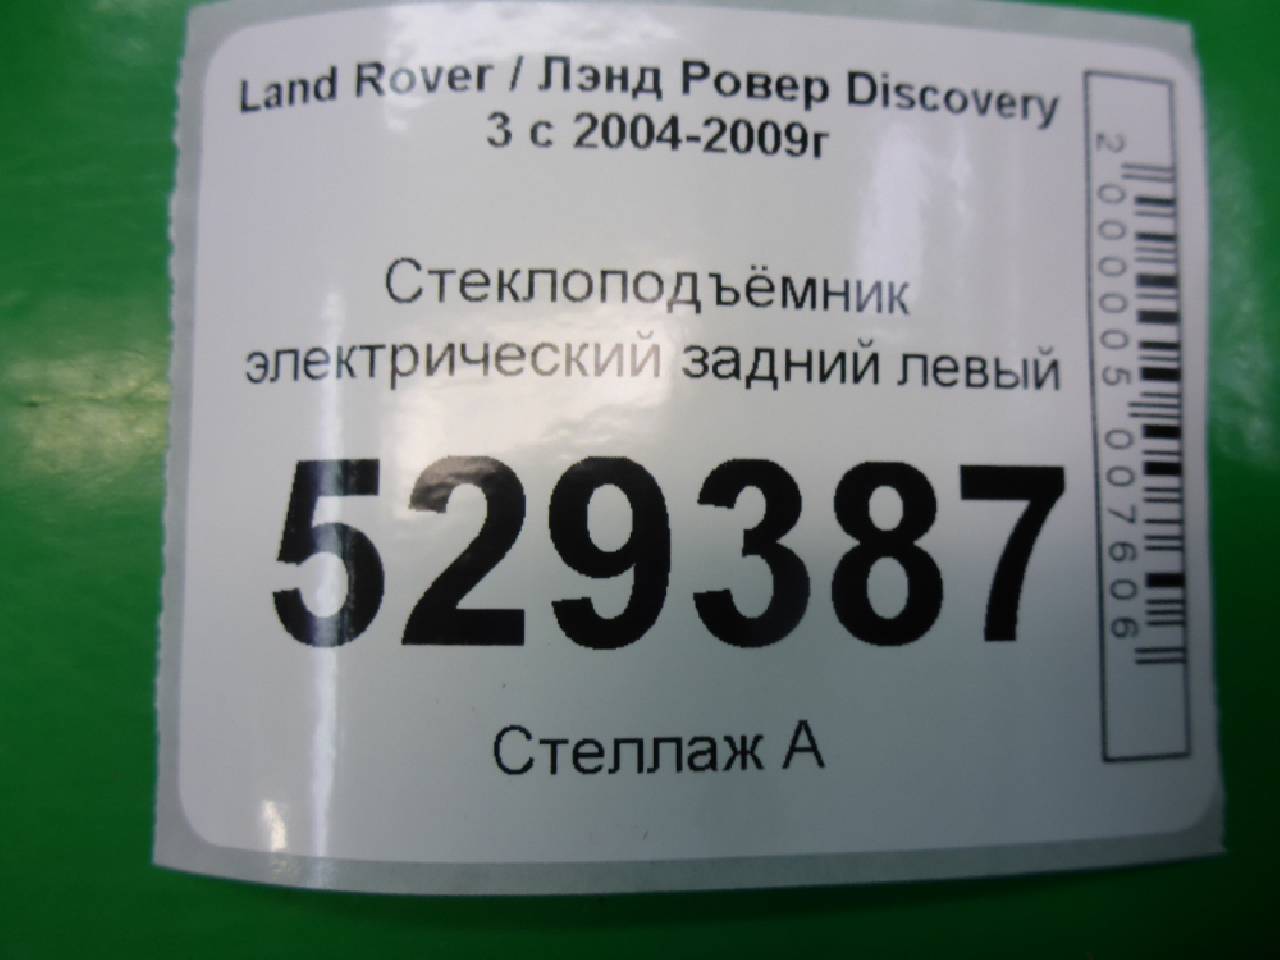 Land Rover / Лэнд Ровер Discovery
3 с 2004-2009г
Стеклоподъёмник
электрический задний левый
529387
Стеллаж А
2000005007606